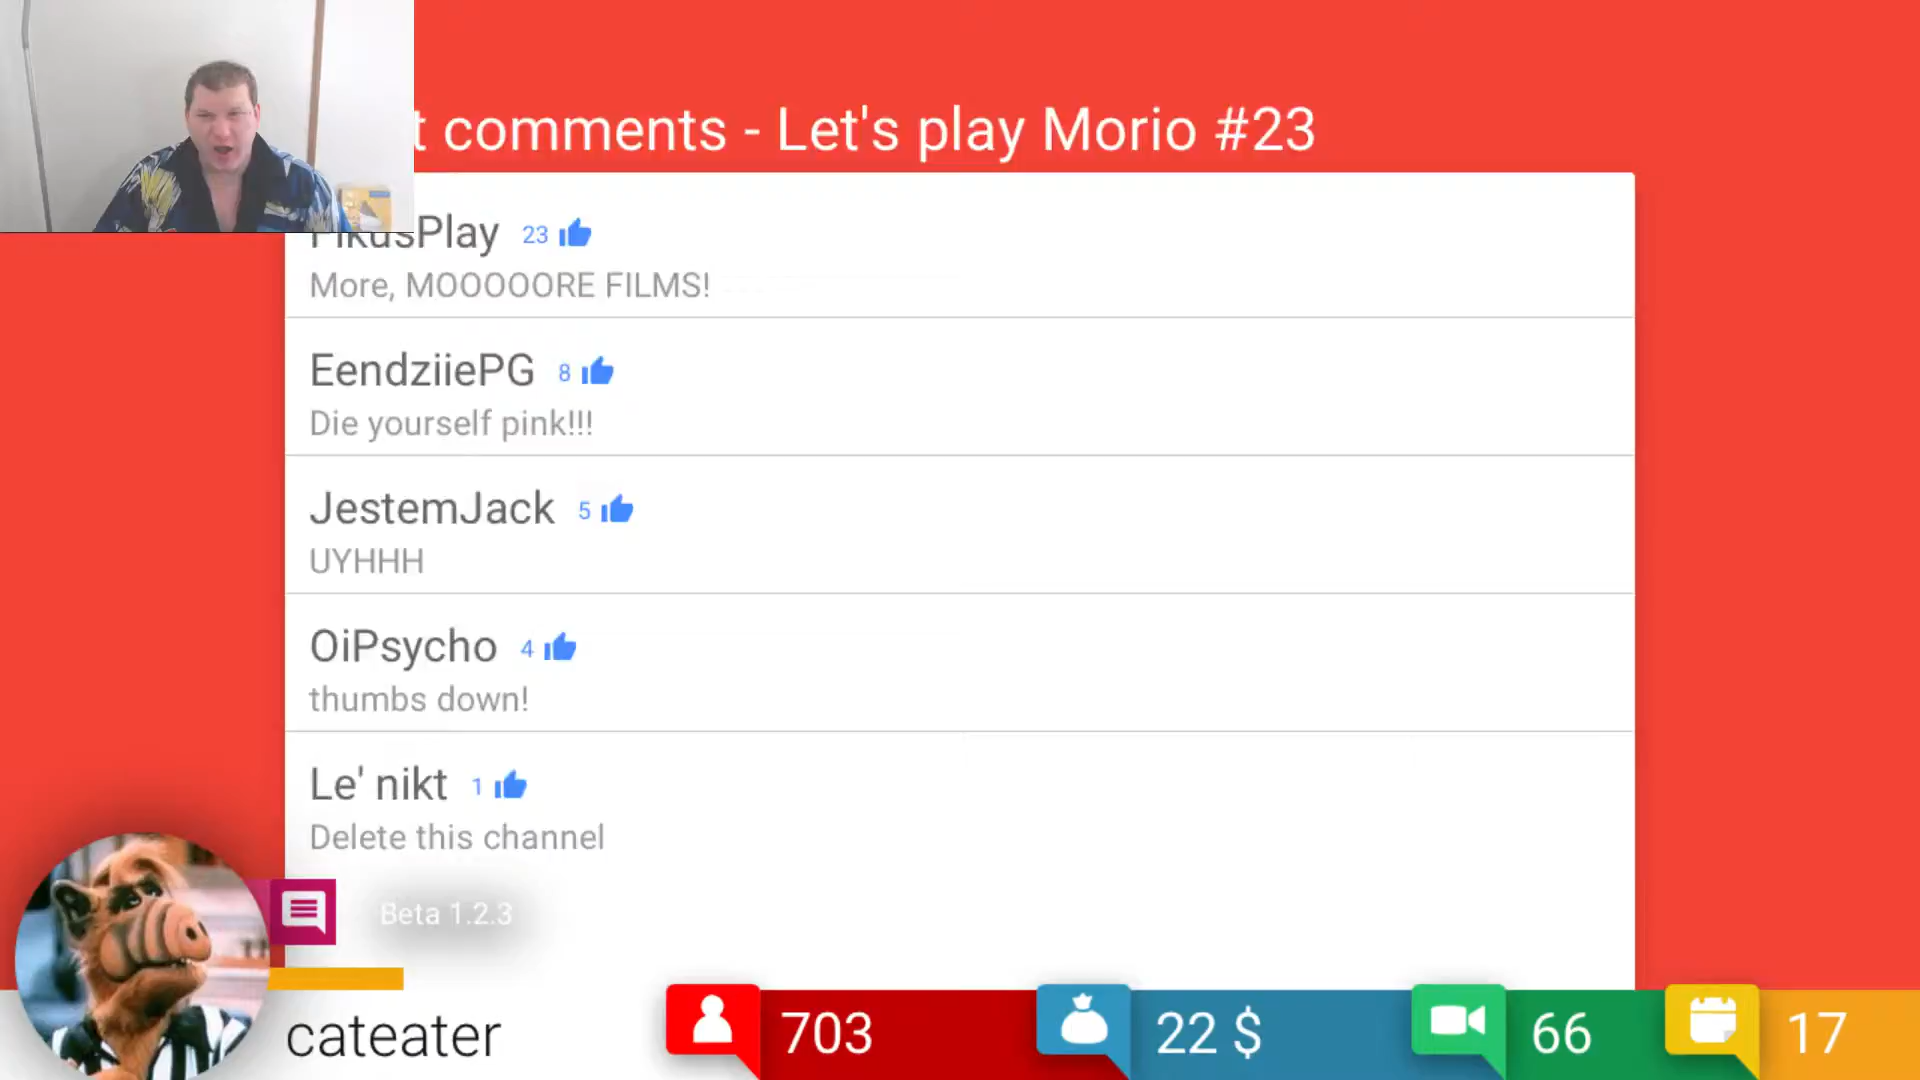 t comments - Let's play Morio #23
PikusPlay 23
More, MOOOOORE FILMS!
EendziiePG 8
Die yourself pink!!!
JestemJack 5
UYHHH
OiPsycho 4
thumbs down!
Le' nikt 1
Delete this channel
Beta 1.2.3
cateater
703
22 $
66
17